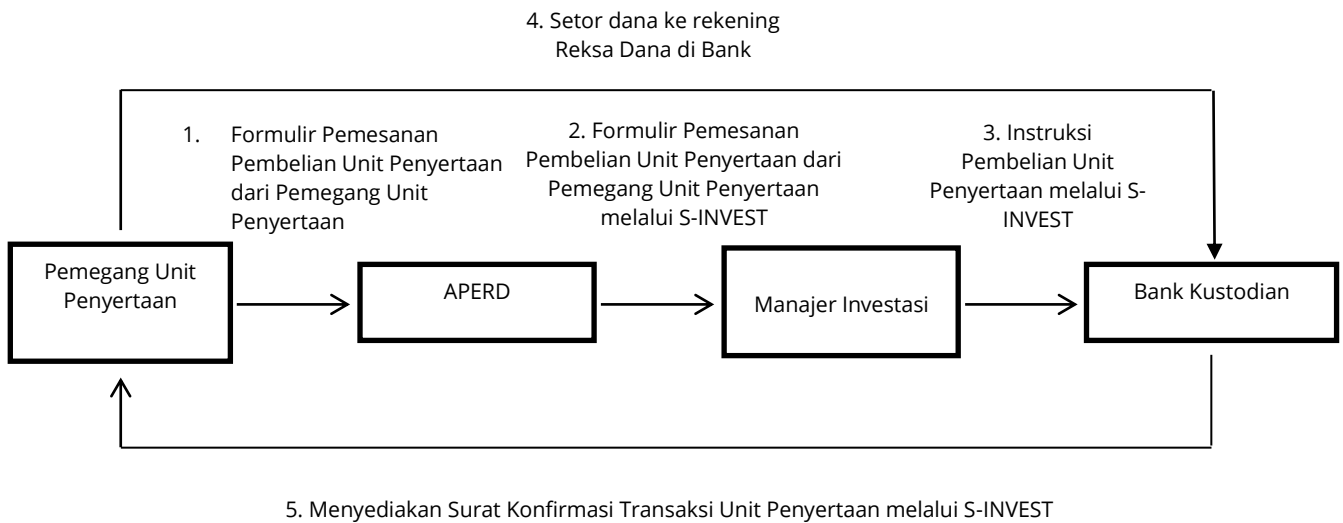 4. Setor dana ke rekening
Reksa Dana di Bank
1. Formulir Pemesanan
Pembelian Unit Penyertaan
dari Pemegang Unit
Penyertaan
2. Formulir Pemesanan
Pembelian Unit Penyertaan dari
Pemegang Unit Penyertaan
melalui S-INVEST
3. Instruksi
Pembelian Unit
Penyertaan melalui S-
INVEST
Pemegang Unit
Penyertaan
APERD
Manajer Investasi
Bank Kustodian
5. Menyediakan Surat Konfirmasi Transaksi Unit Penyertaan melalui S-INVEST